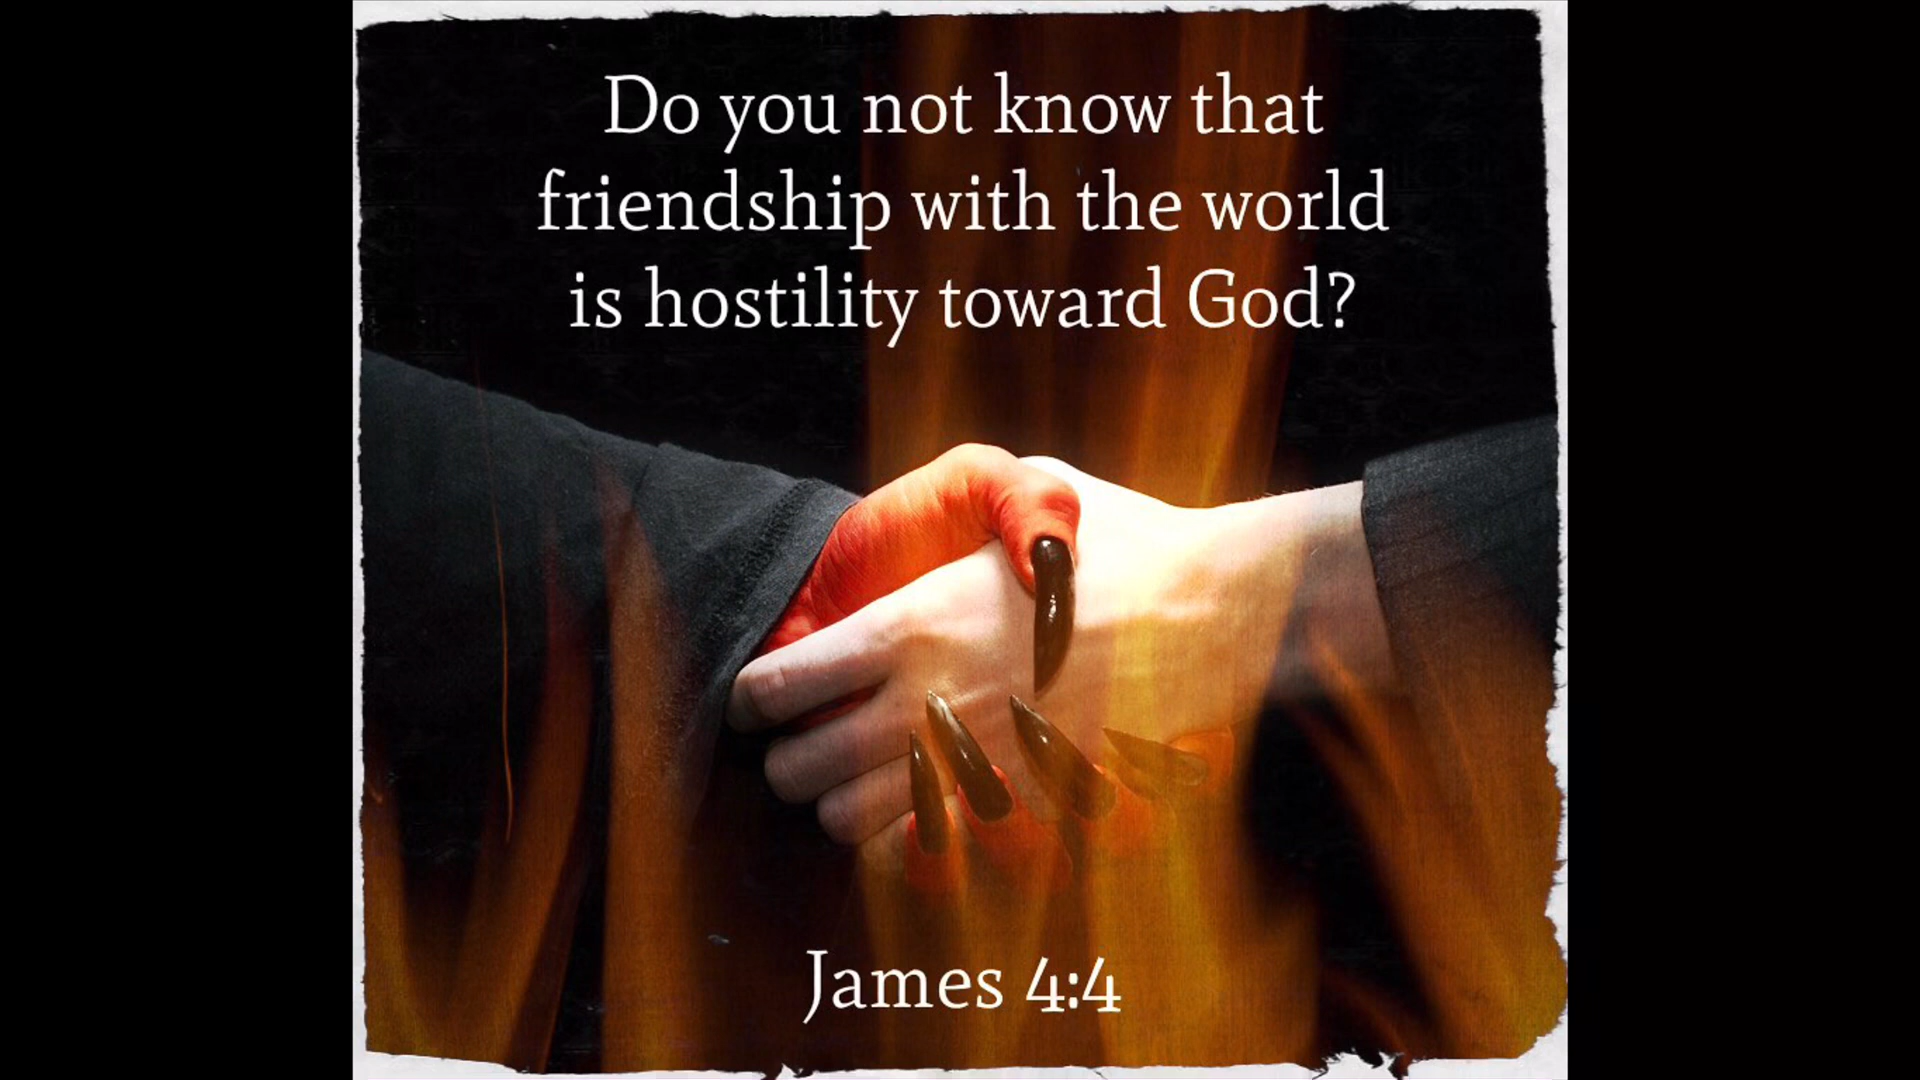 Do you not know that
friendship with the world
is hostility toward God?
James 4:4